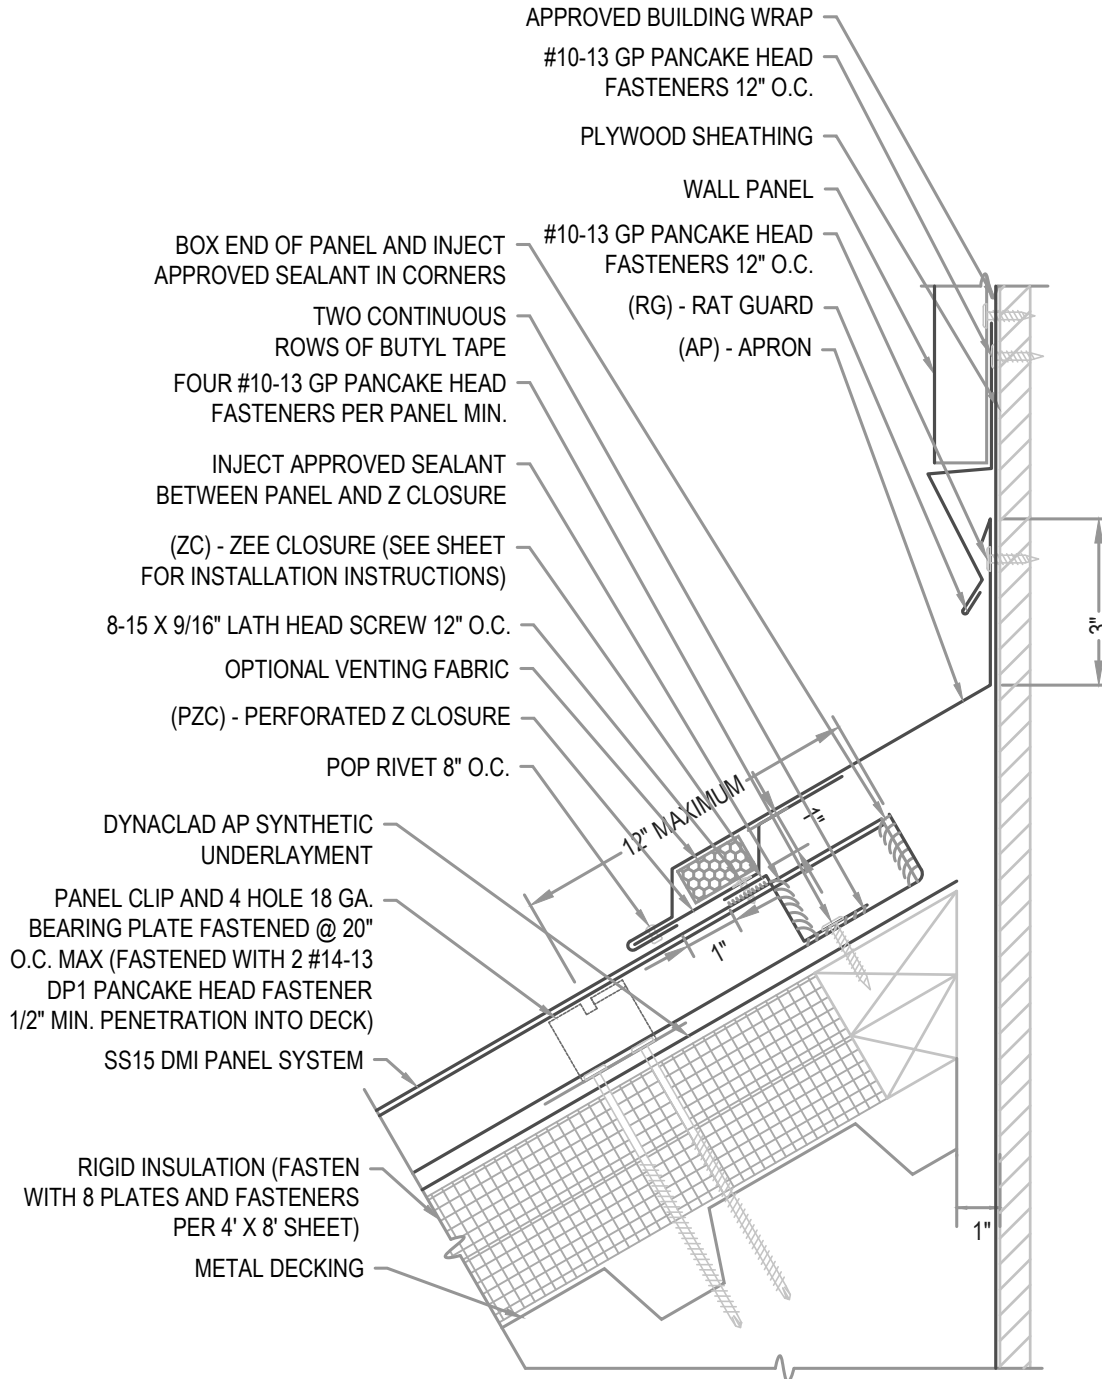 APPROVED BUILDING WRAP
#10-13 GP PANCAKE HEAD
FASTENERS 12" O.C.
PLYWOOD SHEATHING
WALL PANEL
#10-13 GP PANCAKE HEAD
FASTENERS 12" O.C.
(RG) - RAT GUARD
(AP) - APRON
BOX END OF PANEL AND INJECT
APPROVED SEALANT IN CORNERS
TWO CONTINUOUS
ROWS OF BUTYL TAPE
FOUR #10-13 GP PANCAKE HEAD
FASTENERS PER PANEL MIN.
INJECT APPROVED SEALANT
BETWEEN PANEL AND Z CLOSURE
(ZC) - ZEE CLOSURE (SEE SHEET
FOR INSTALLATION INSTRUCTIONS)
8-15 X 9/16" LATH HEAD SCREW 12" O.C.
OPTIONAL VENTING FABRIC
(PZC) - PERFORATED Z CLOSURE
POP RIVET 8" O.C.
DYNACLAD AP SYNTHETIC
UNDERLAYMENT
PANEL CLIP AND 4 HOLE 18 GA.
BEARING PLATE FASTENED @ 20"
O.C. MAX (FASTENED WITH 2 #14-13
DP1 PANCAKE HEAD FASTENER
1/2" MIN. PENETRATION INTO DECK)
SS15 DMI PANEL SYSTEM
RIGID INSULATION (FASTEN
WITH 8 PLATES AND FASTENERS
PER 4' X 8' SHEET)
METAL DECKING
3"
12" MAXIMUM
1"
1"
1"